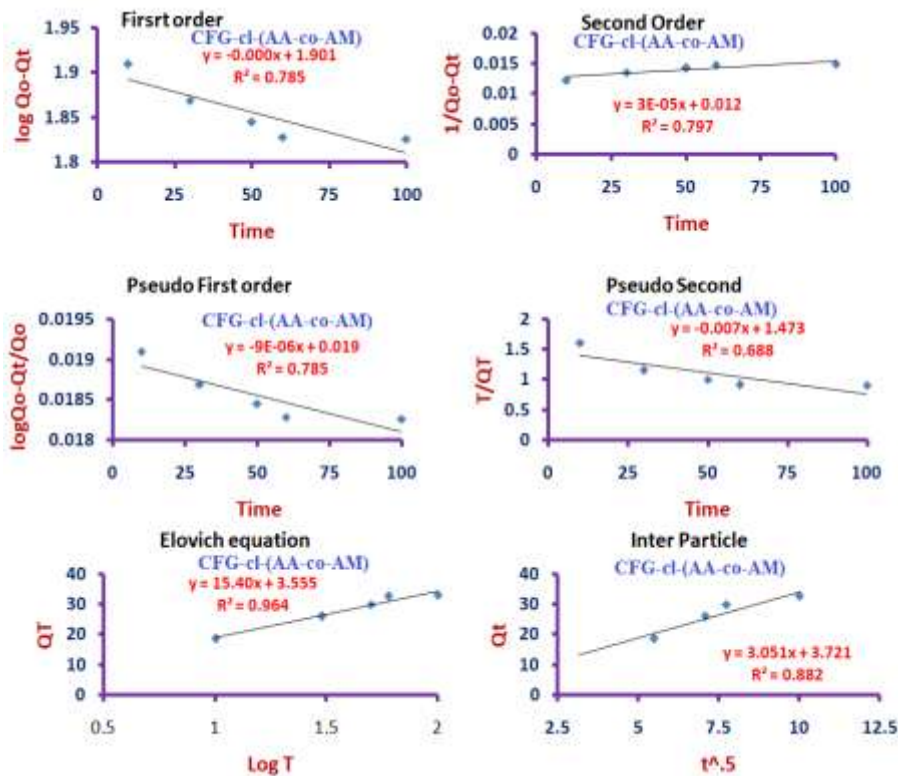 Firsrt order
CFG-cl-(AA-co-AM)
y = -0.000x + 1.901
R² = 0.785
log Qo-Qt
1.95
1.9
1.85
1.8
0 25 50 75 100
Time
Second Order
CFG-cl-(AA-co-AM)
y = 3E-05x + 0.012
R² = 0.797
1/Qo-Qt
0.02
0.015
0.01
0.005
0
0 25 50 75 100
Time
Pseudo First order
CFG-cl-(AA-co-AM)
y = -9E-06x + 0.019
R² = 0.785
logQo-Qt/Qo
0.0195
0.019
0.0185
0.018
0 25 50 75 100
Time
Pseudo Second
CFG-cl-(AA-co-AM)
y = -0.007x + 1.473
R² = 0.688
T/QT
2
1.5
1
0.5
0
0 25 50 75 100
Time
Elovich equation
CFG-cl-(AA-co-AM)
y = 15.40x + 3.555
R² = 0.964
QT
40
30
20
10
0
0.5 1 1.5 2
Log T
Inter Particle
CFG-cl-(AA-co-AM)
y = 3.051x + 3.721
R² = 0.882
Qt
40
30
20
10
0
2.5 5 7.5 10 12.5
t^.5